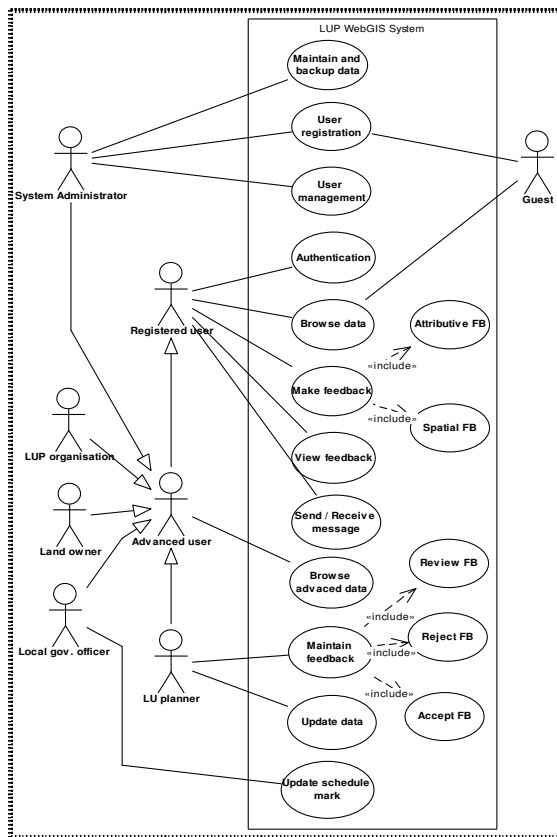 LUP WebGIS System
Maintain and
backup data
User
registration
System Administrator
Guest
User
management
Authentication
Registered user
Browse data
Attributive FB
«include»
Make feedback
«include»
Spatial FB
LUP organisation
View feedback
Land owner
Advanced user
Send / Receive
message
Browse
advaced data
Review FB
«include»
Local gov. officer
Maintain
feedback
Reject FB
«include»
LU planner
«include»
Accept FB
Update data
Update schedule
mark